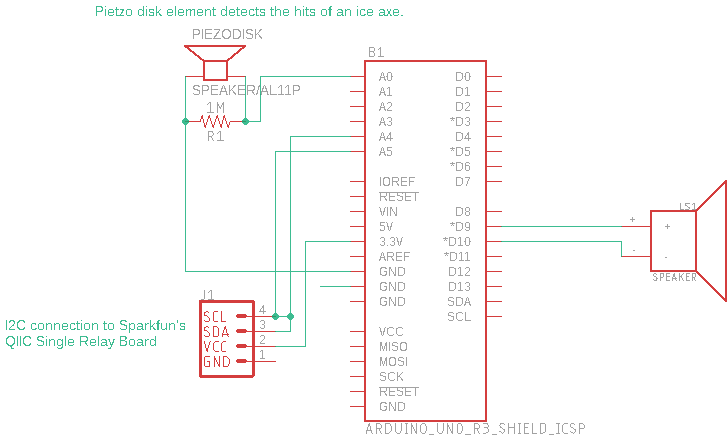 Pietzo disk element detects the hits of an ice axe.
PIEZODISK
SPEAKER/AL11P
1M
R1
B1
A0 D0
A1 D1
A2 D2
A3 *D3
A4 D4
A5 *D5
*D6
IOREF D7
RESET
VIN D8
5V *D9
3.3V *D10
AREF *D11
GND D12
GND D13
GND SDA
SCL
VCC
MISO
MOSI
SCK
RESET
GND
ARDUINO_UNO_R3_SHIELD_ICSP
LS1
+ +
- -
SPEAKER
J1
SCL 4
SDA 3
VCC 2
GND 1
I2C connection to Sparkfun's
QIIC Single Relay Board